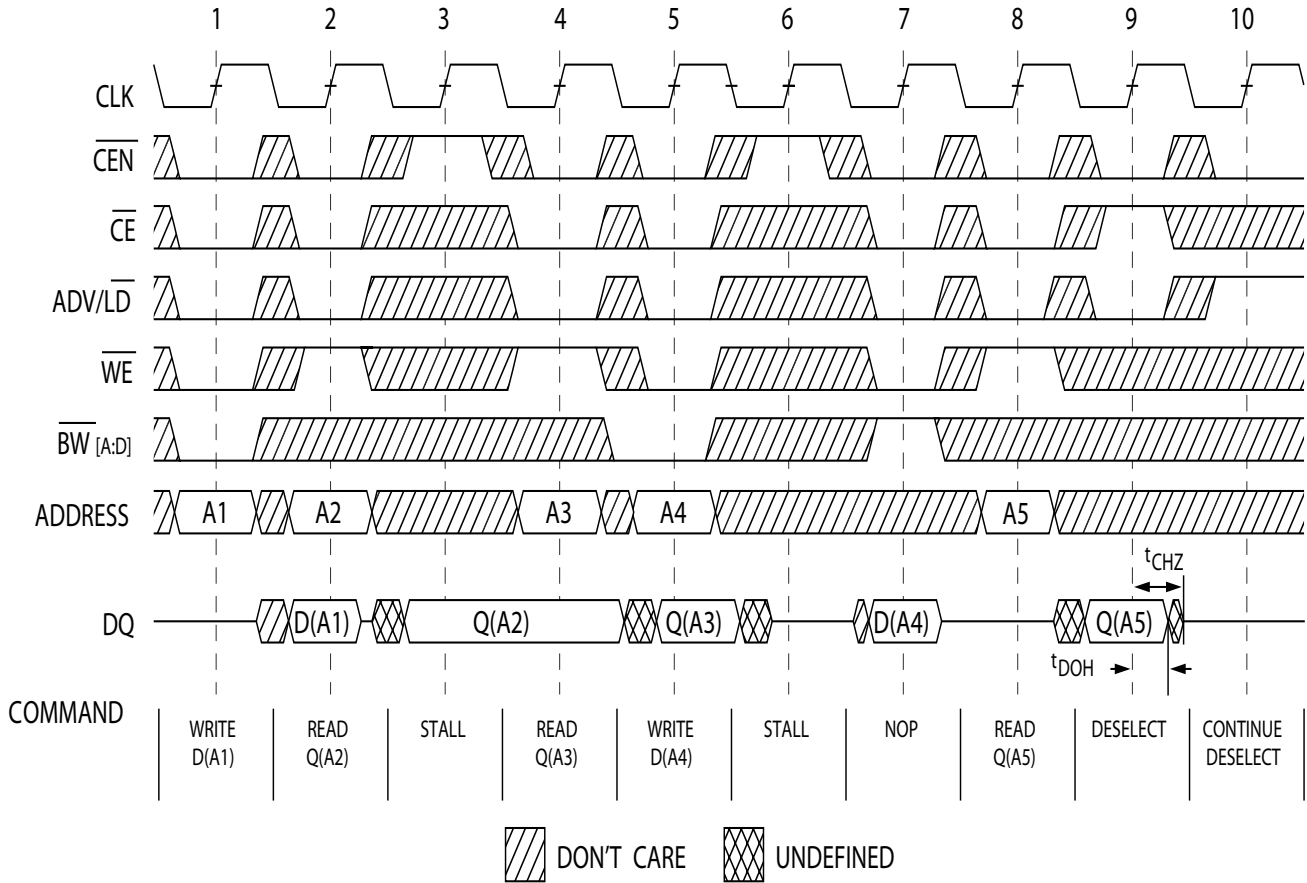 1 2 3 4 5 6 7 8 9 10
CLK
CEN
CE
ADV/LD
WE
BW [A:D]
ADDRESS A1 A2 A3 A4 A5
tCHZ
DQ D(A1) Q(A2) Q(A3) D(A4) Q(A5)
tDOH
COMMAND
WRITE READ STALL READ WRITE STALL NOP READ DESELECT CONTINUE
D(A1) Q(A2) Q(A3) D(A4) Q(A5) DESELECT
DON'T CARE UNDEFINED